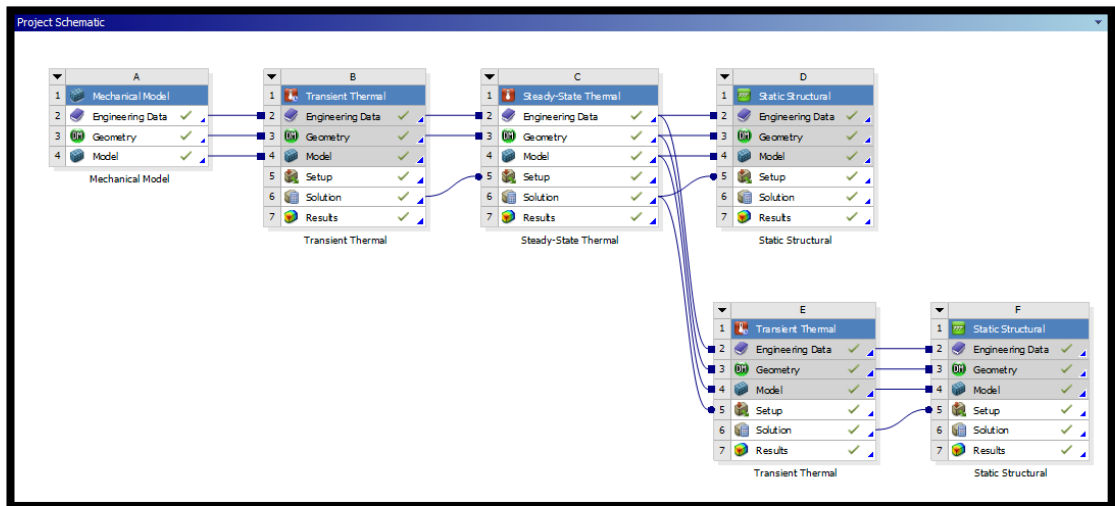 Project Schematic
A
1 Mechanical Model
2 Engineering Data
3 Geometry
4 Model
Mechanical Model
B
1 Transient Thermal
2 Engineering Data
3 Geometry
4 Model
5 Setup
6 Solution
7 Results
Transient Thermal
C
1 Steady-State Thermal
2 Engineering Data
3 Geometry
4 Model
5 Setup
6 Solution
7 Results
Steady-State Thermal
D
1 Static Structural
2 Engineering Data
3 Geometry
4 Model
5 Setup
6 Solution
7 Results
Static Structural
E
1 Transient Thermal
2 Engineering Data
3 Geometry
4 Model
5 Setup
6 Solution
7 Results
Transient Thermal
F
1 Static Structural
2 Engineering Data
3 Geometry
4 Model
5 Setup
6 Solution
7 Results
Static Structural